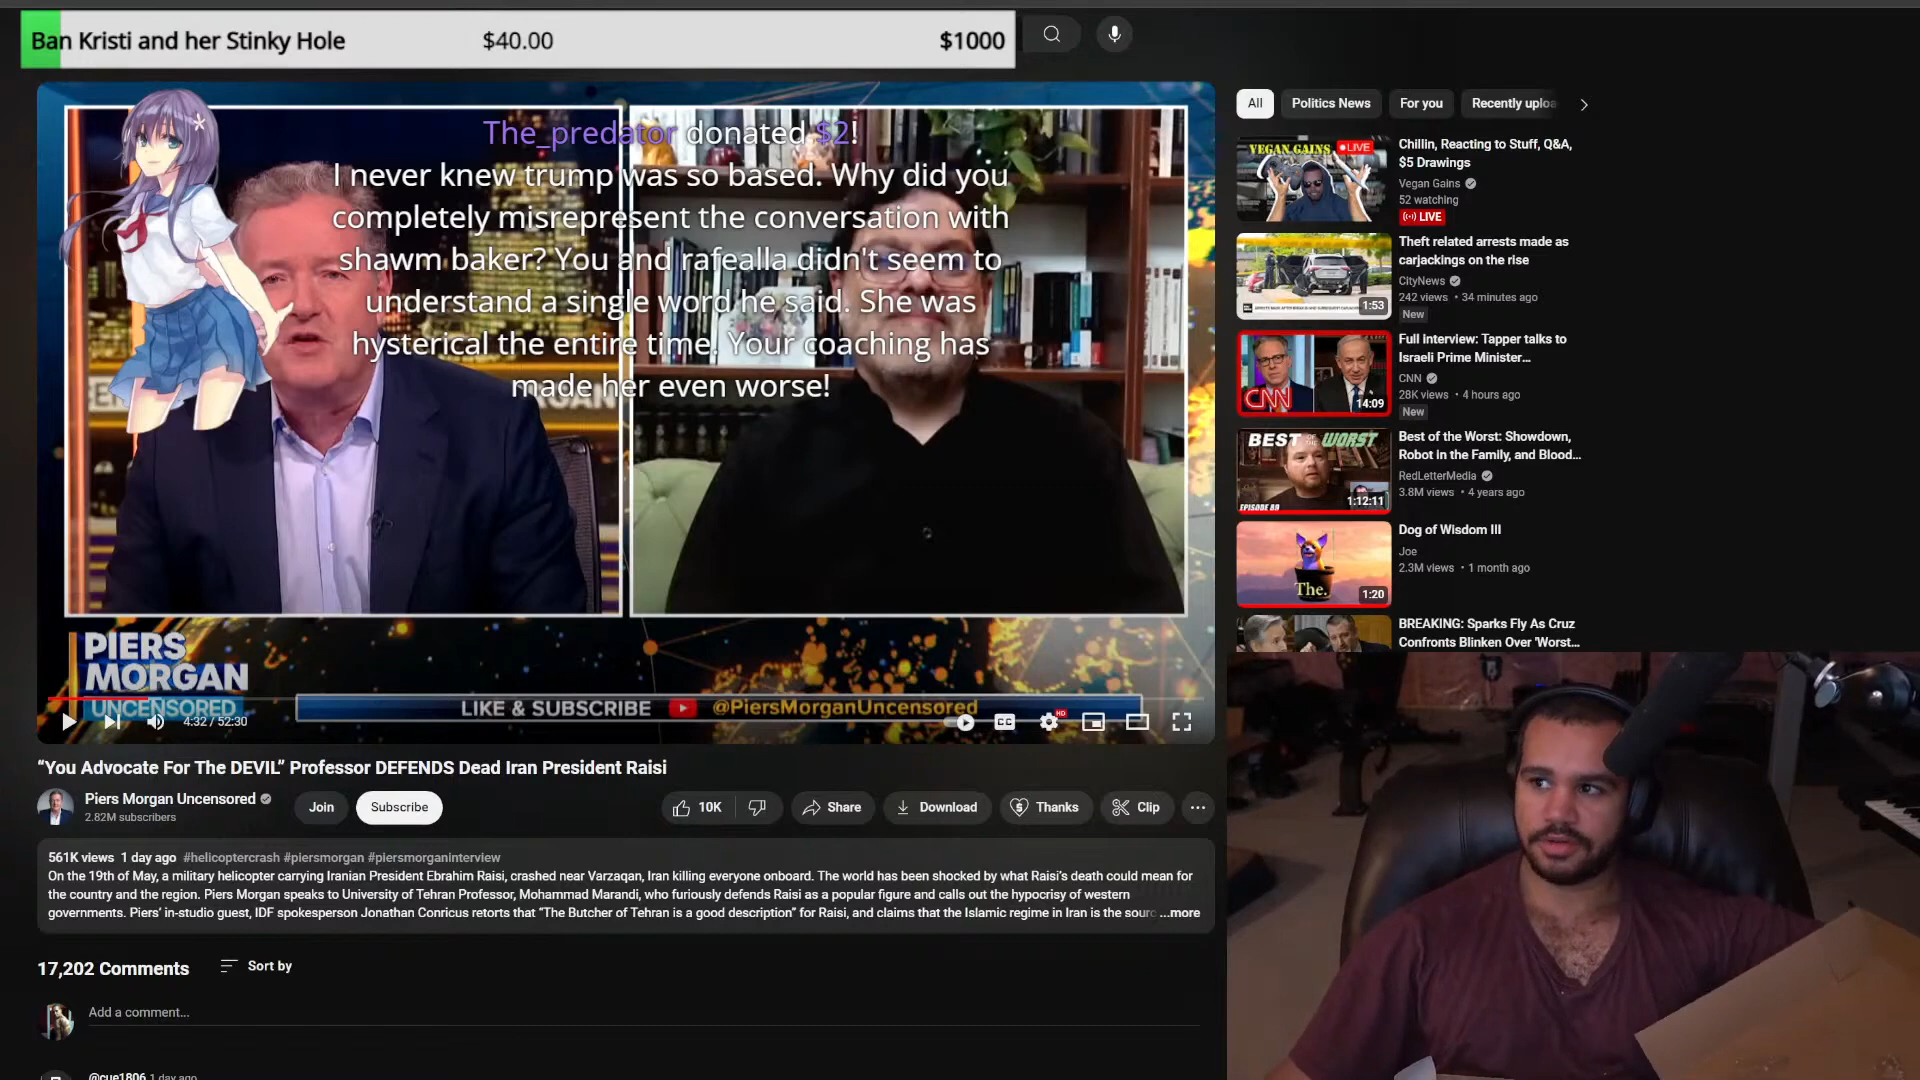 Ban Kristi and her Stinky Hole $40.00 $1000
The_predator donated $2!
I never knew trump was so based. Why did you
completely misrepresent the conversation with
shawm baker? You and rafealla didn't seem to
understand a single word he said. She was
hysterical the entire time. Your coaching has
made her even worse!
PIERS
MORGAN
UNCENSORED
LIKE & SUBSCRIBE @PiersMorganUncensored
4:32 / 52:30
CC
HD
“You Advocate For The DEVIL” Professor DEFENDS Dead Iran President Raisi
Piers Morgan Uncensored
2.82M subscribers
Join
Subscribe
10K
Share
Download
Thanks
Clip
561K views 1 day ago #helicoptercrash #piersmorgan #piersmorganinterview
On the 19th of May, a military helicopter carrying Iranian President Ebrahim Raisi, crashed near Varzaqan, Iran killing everyone onboard. The world has been shocked by what Raisi’s death could mean for
the country and the region. Piers Morgan speaks to University of Tehran Professor, Mohammad Marandi, who furiously defends Raisi as a popular figure and calls out the hypocrisy of western
governments. Piers’ in-studio guest, IDF spokesperson Jonathan Conricus retorts that “The Butcher of Tehran is a good description” for Raisi, and claims that the Islamic regime in Iran is the sourc ...more
17,202 Comments
Sort by
Add a comment...
@cue1806 1 day ago
All
Politics News
For you
Recently uploa
VEGAN GAINS LIVE
Chillin, Reacting to Stuff, Q&A,
$5 Drawings
Vegan Gains
52 watching
LIVE
1:53
Theft related arrests made as
carjackings on the rise
CityNews
242 views • 34 minutes ago
New
CNN
14:09
Full interview: Tapper talks to
Israeli Prime Minister...
CNN
28K views • 4 hours ago
New
BEST OF THE WORST
EPISODE 89
1:12:11
Best of the Worst: Showdown,
Robot in the Family, and Blood...
RedLetterMedia
3.8M views • 4 years ago
The.
1:20
Dog of Wisdom III
Joe
2.3M views • 1 month ago
BREAKING: Sparks Fly As Cruz
Confronts Blinken Over 'Worst...